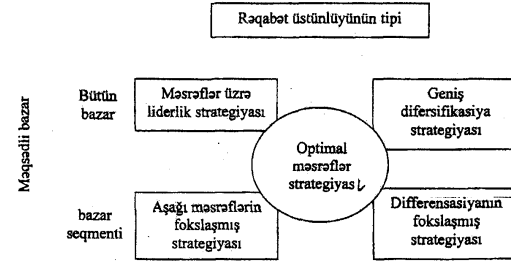 Rəqabət üstünlüyünün tipi
Məqsədli bazar
Bütün
bazar
Məsrəflər üzrə
liderlik strategiyası
Geniş
difersifikasiya
strategiyası
Optimal
məsrəflər
strategiyası
bazar
seqmenti
Aşağı məsrəflərin
fokslaşmış
strategiyası
Differensasiyanın
fokslaşmış
strategiyası